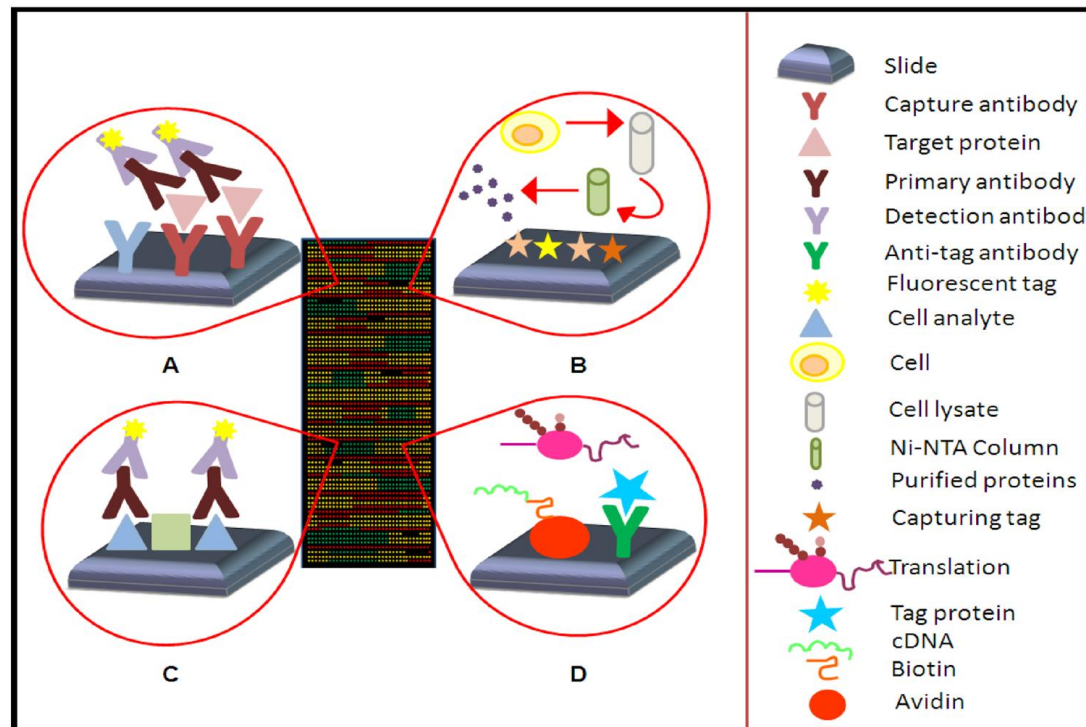 A
B
C
D
Slide
Capture antibody
Target protein
Primary antibody
Detection antibod
Anti-tag antibody
Fluorescent tag
Cell analyte
Cell
Cell lysate
Ni-NTA Column
Purified proteins
Capturing tag
Translation
Tag protein
cDNA
Biotin
Avidin